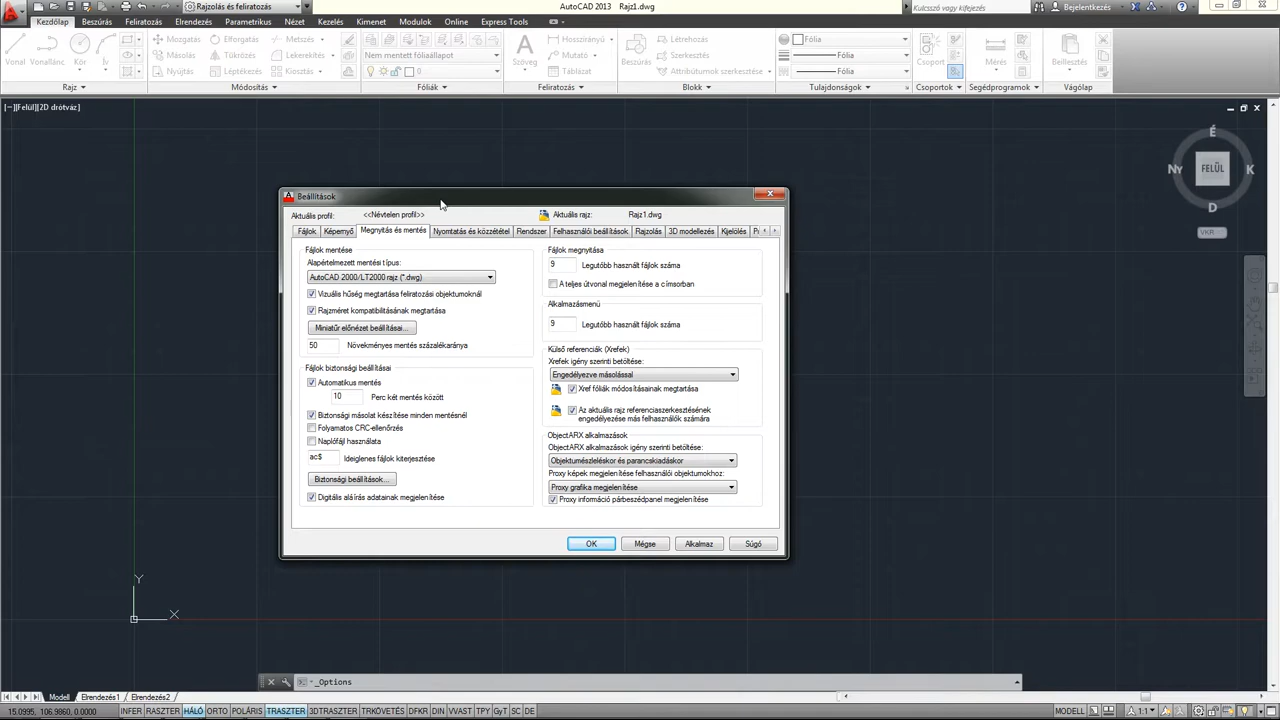 Rajzolás és feliratozás
AutoCAD 2013 Rajz1.dwg
Kulcsszó vagy kifejezés
Bejelentkezés
Kezdőlap Beszúrás Feliratozás Elrendezés Parametrikus Nézet Kezelés Kimenet Modulok Online Express Tools
Vonal Vonallánc Kör Ív
Mozgatás Elforgatás Metszés
Másolás Tükrözés Lekerekítés
Nyújtás Léptékezés Kiosztás
Nem mentett fóliaállapot
0
Szöveg
Hosszirányú
Mutató
Táblázat
Beszúrás
Létrehozás
Szerkesztés
Attribútumok szerkesztése
Fólia
Fólia
Fólia
Csoport
Mérés
Beillesztés
Rajz Módosítás Fóliák Feliratozás Blokk Tulajdonságok Csoportok Segédprogramok Vágólap
[−][Felül][2D drótváz]
É
NY FELÜL K
D
VKR
Beállítások
Aktuális profil: <<Névtelen profil>> Aktuális rajz: Rajz1.dwg
Fájlok Képernyő Megnyitás és mentés Nyomtatás és közzététel Rendszer Felhasználói beállítások Rajzolás 3D modellezés Kijelölés
Fájlok mentése
Alapértelmezett mentési típus:
AutoCAD 2000/LT2000 rajz (*.dwg)
Vizuális hűség megtartása feliratozási objektumoknál
Rajzméret kompatibilitásának megtartása
Miniatűr előnézet beállításai...
50 Növekményes mentés százalékaránya
Fájlok biztonsági beállításai
Automatikus mentés
10 Perc két mentés között
Biztonsági másolat készítése minden mentésnél
Folyamatos CRC-ellenőrzés
Naplófájl használata
ac$ Ideiglenes fájlok kiterjesztése
Biztonsági beállítások...
Digitális aláírás adatainak megjelenítése
Fájlok megnyitása
9 Legutóbb használt fájlok száma
A teljes útvonal megjelenítése a címsorban
Alkalmazásmenü
9 Legutóbb használt fájlok száma
Külső referenciák (Xrefek)
Xrefek igény szerinti betöltése:
Engedélyezve másolással
Xref fóliák módosításainak megtartása
Az aktuális rajz referenciaszerkesztésének
engedélyezése más felhasználók számára
ObjectARX alkalmazások
ObjectARX alkalmazások igény szerinti betöltése:
Objektumészleléskor és parancskiadáskor
Proxy képek megjelenítése felhasználói objektumokhoz:
Proxy grafika megjelenítése
Proxy információ párbeszédpanel megjelenítése
OK Mégse Alkalmaz Súgó
Y
X
_Options
Modell Elrendezés1 Elrendezés2
15.0995, 106.9860, 0.0000 INFER RASZTER HÁLÓ ORTO POLÁRIS TRASZTER 3DTRASZTER TRKÖVETÉS DFKR DIN VVAST TPY GyT SC DE
MODELL 1:1